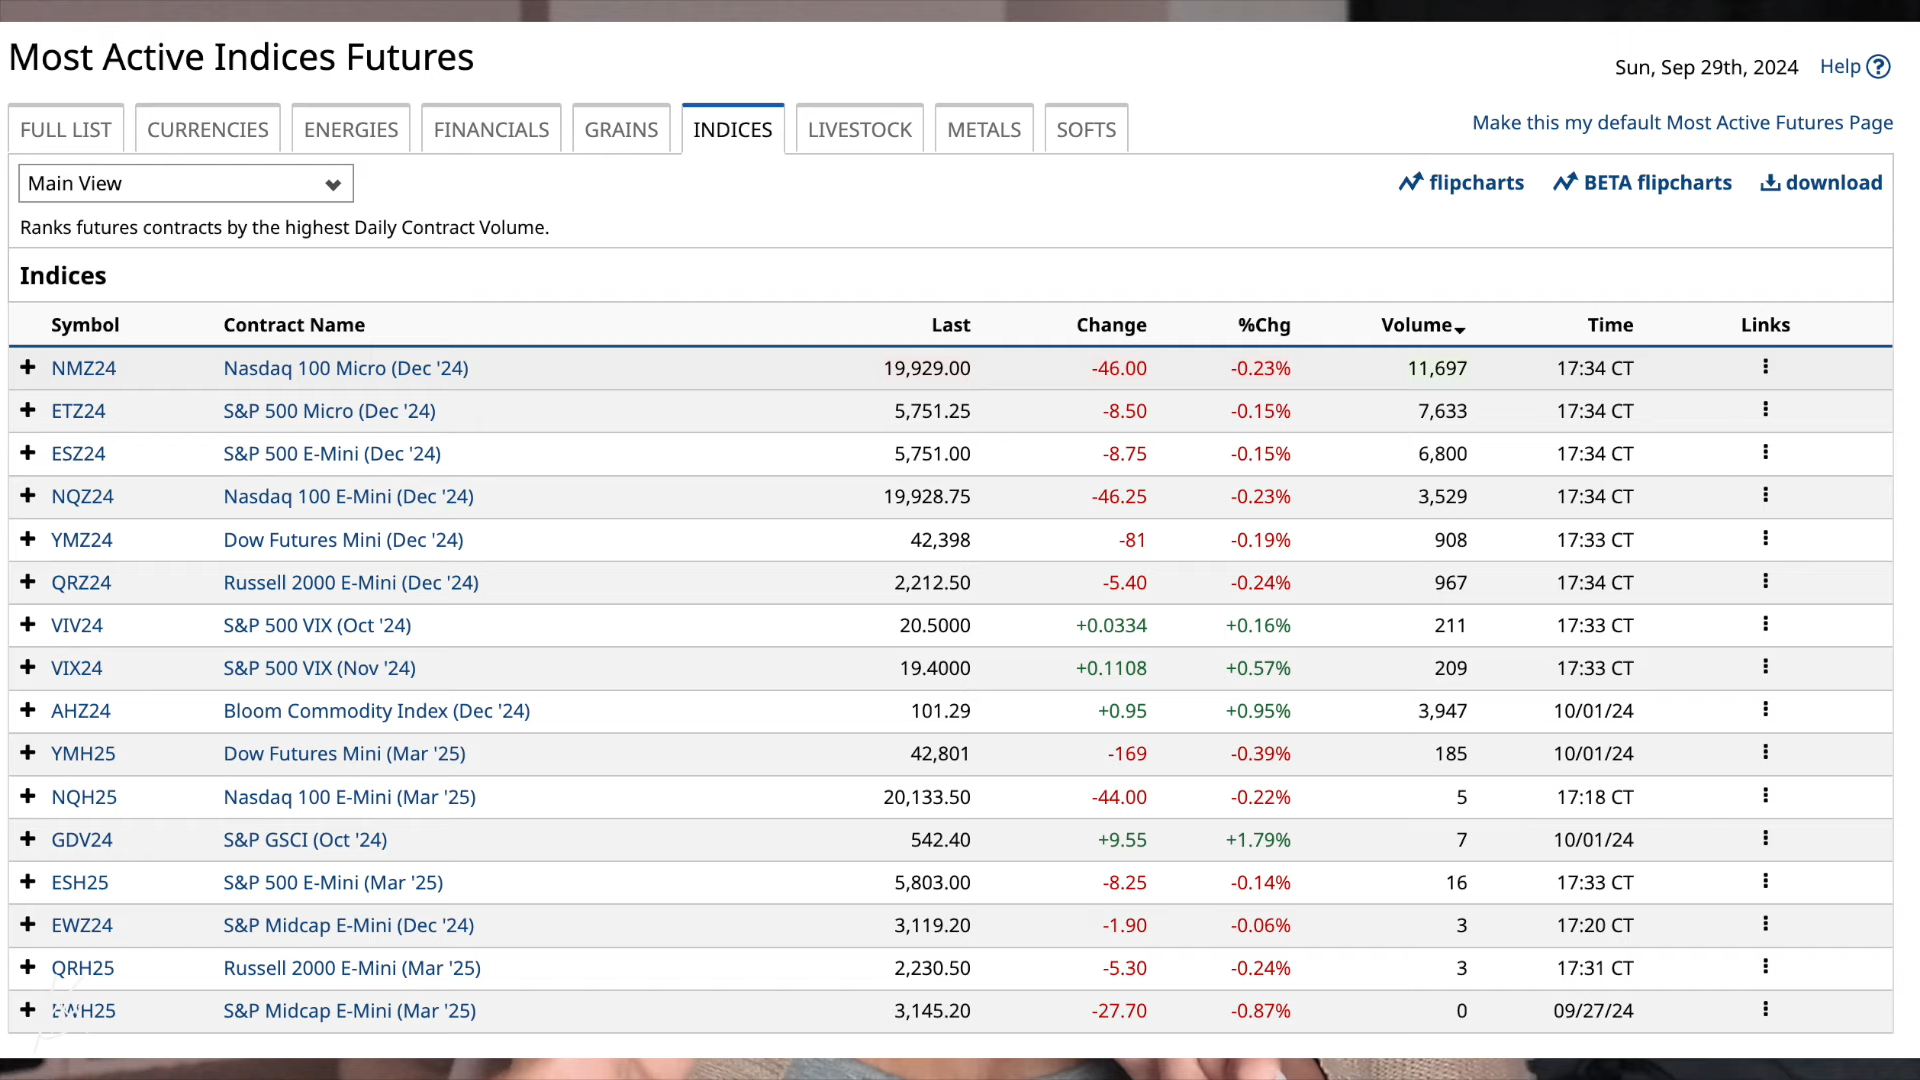 Most Active Indices Futures
Sun, Sep 29th, 2024 Help ?
FULL LIST CURRENCIES ENERGIES FINANCIALS GRAINS INDICES LIVESTOCK METALS SOFTS
Make this my default Most Active Futures Page
Main View
flipcharts BETA flipcharts download
Ranks futures contracts by the highest Daily Contract Volume.
Indices
Symbol Contract Name Last Change %Chg Volume Time Links
NMZ24 Nasdaq 100 Micro (Dec '24) 19,929.00 -46.00 -0.23% 11,697 17:34 CT
ETZ24 S&P 500 Micro (Dec '24) 5,751.25 -8.50 -0.15% 7,633 17:34 CT
ESZ24 S&P 500 E-Mini (Dec '24) 5,751.00 -8.75 -0.15% 6,800 17:34 CT
NQZ24 Nasdaq 100 E-Mini (Dec '24) 19,928.75 -46.25 -0.23% 3,529 17:34 CT
YMZ24 Dow Futures Mini (Dec '24) 42,398 -81 -0.19% 908 17:33 CT
QRZ24 Russell 2000 E-Mini (Dec '24) 2,212.50 -5.40 -0.24% 967 17:34 CT
VIV24 S&P 500 VIX (Oct '24) 20.5000 +0.0334 +0.16% 211 17:33 CT
VIX24 S&P 500 VIX (Nov '24) 19.4000 +0.1108 +0.57% 209 17:33 CT
AHZ24 Bloom Commodity Index (Dec '24) 101.29 +0.95 +0.95% 3,947 10/01/24
YMH25 Dow Futures Mini (Mar '25) 42,801 -169 -0.39% 185 10/01/24
NQH25 Nasdaq 100 E-Mini (Mar '25) 20,133.50 -44.00 -0.22% 5 17:18 CT
GDV24 S&P GSCI (Oct '24) 542.40 +9.55 +1.79% 7 10/01/24
ESH25 S&P 500 E-Mini (Mar '25) 5,803.00 -8.25 -0.14% 16 17:33 CT
EWZ24 S&P Midcap E-Mini (Dec '24) 3,119.20 -1.90 -0.06% 3 17:20 CT
QRH25 Russell 2000 E-Mini (Mar '25) 2,230.50 -5.30 -0.24% 3 17:31 CT
EWH25 S&P Midcap E-Mini (Mar '25) 3,145.20 -27.70 -0.87% 0 09/27/24